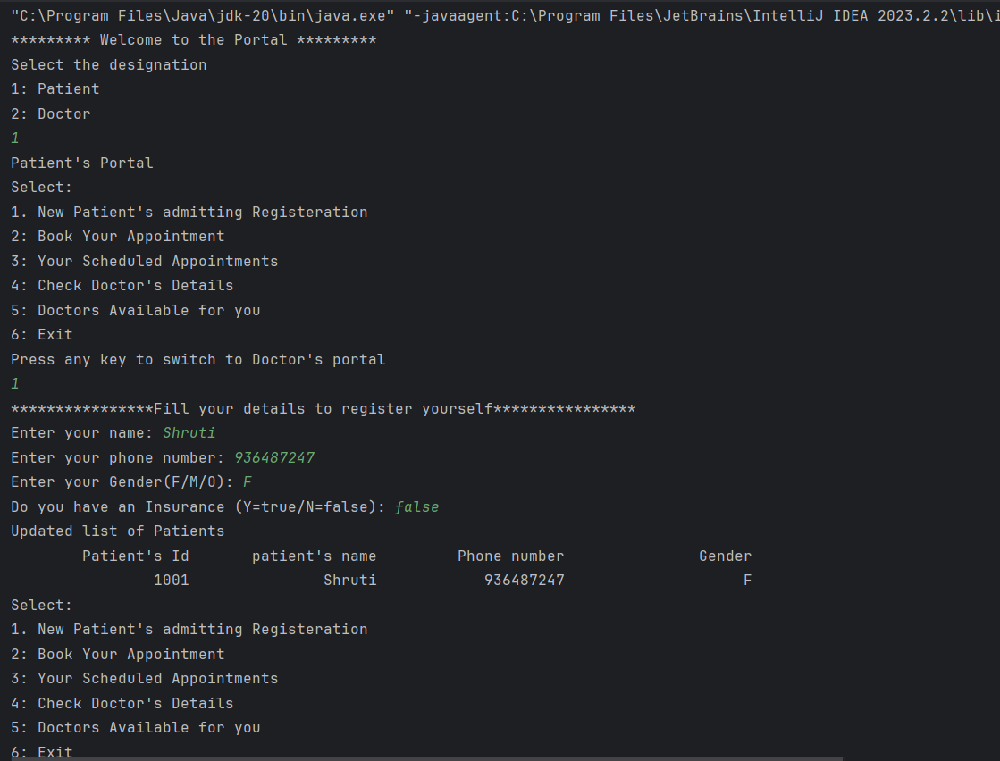 "C:\Program Files\Java\jdk-20\bin\java.exe" "-javaagent:C:\Program Files\JetBrains\IntelliJ IDEA 2023.2.2\lib\i
********* Welcome to the Portal *********
Select the designation
1: Patient
2: Doctor
1
Patient's Portal
Select:
1. New Patient's admitting Registeration
2: Book Your Appointment
3: Your Scheduled Appointments
4: Check Doctor's Details
5: Doctors Available for you
6: Exit
Press any key to switch to Doctor's portal
1
****************Fill your details to register yourself****************
Enter your name: Shruti
Enter your phone number: 936487247
Enter your Gender(F/M/O): F
Do you have an Insurance (Y=true/N=false): false
Updated list of Patients
Patient's Id patient's name Phone number Gender
1001 Shruti 936487247 F
Select:
1. New Patient's admitting Registeration
2: Book Your Appointment
3: Your Scheduled Appointments
4: Check Doctor's Details
5: Doctors Available for you
6: Exit